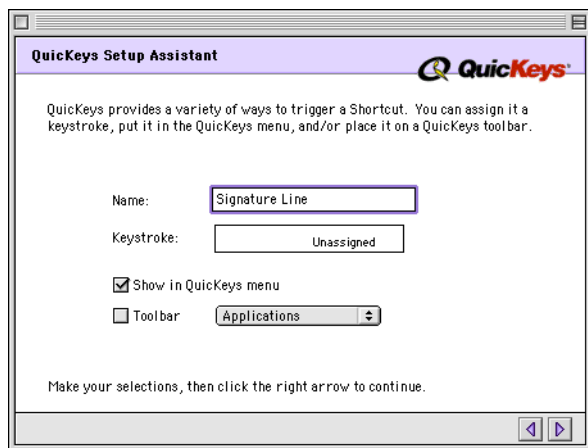 QuicKeys Setup Assistant
QuicKeys
QuicKeys provides a variety of ways to trigger a Shortcut. You can assign it a
keystroke, put it in the QuicKeys menu, and/or place it on a QuicKeys toolbar.
Name: Signature Line
Keystroke: Unassigned
Show in QuicKeys menu
Toolbar Applications
Make your selections, then click the right arrow to continue.